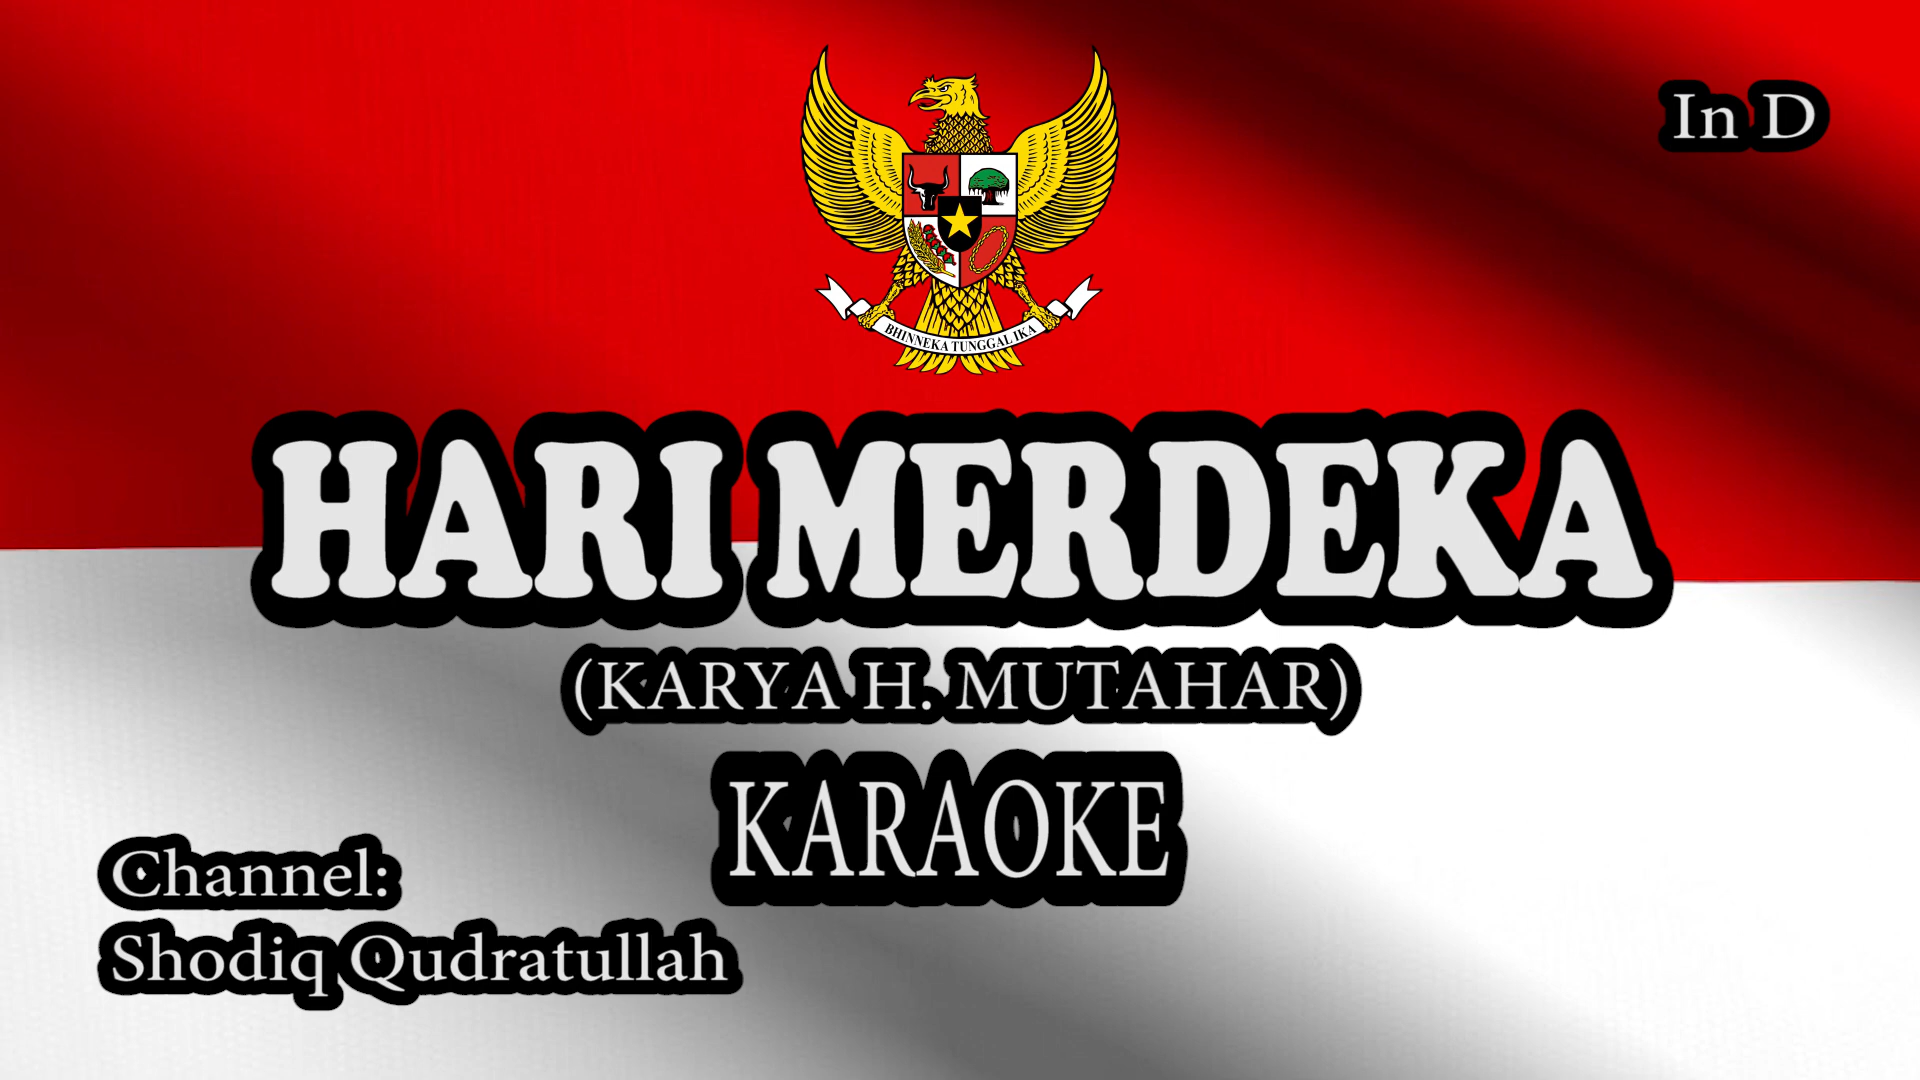 In D
BHINNEKA TUNGGAL IKA
HARI MERDEKA
(KARYA H. MUTAHAR)
KARAOKE
Channel:
Shodiq Qudratullah